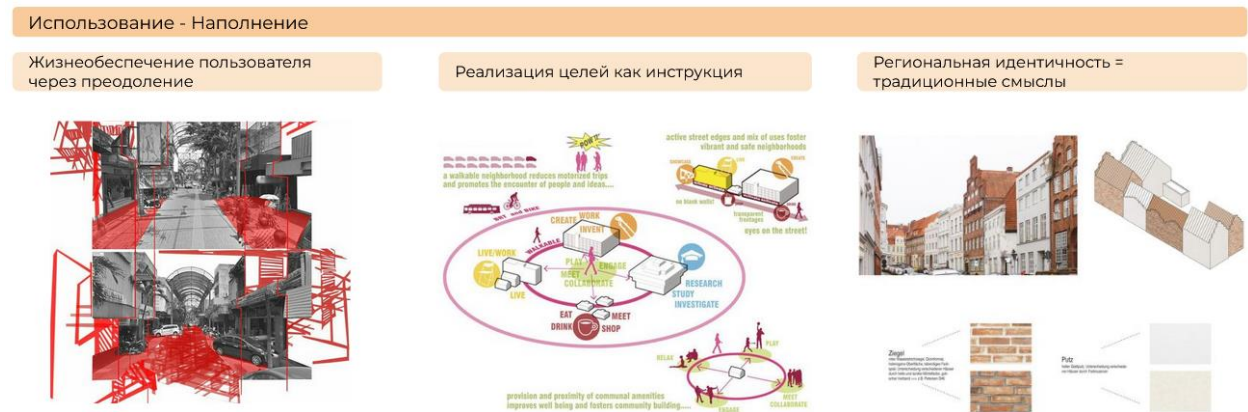 Использование - Наполнение
Жизнеобеспечение пользователя
через преодоление
Реализация целей как инструкция
Региональная идентичность =
традиционные смыслы
POW!
a walkable neighborhood reduces motorized trips
and promotes the encounter of people and ideas....
active street edges and mix of uses foster
vibrant and safe neighborhoods
no blank walls!
transparent
frontages
eyes on the street!
and BIKE
WALKABLE
CREATE WORK
INVENT
LIVE/WORK
LIVE
PLAY ENGAGE
MEET
COLLABORATE
RESEARCH
STUDY
INVESTIGATE
EAT
DRINK
MEET
SHOP
PLAY
RELAX
MEET
COLLABORATE
ENGAGE
provision and proximity of communal amenities
improves well being and fosters community building.....
Ziegel
Putz